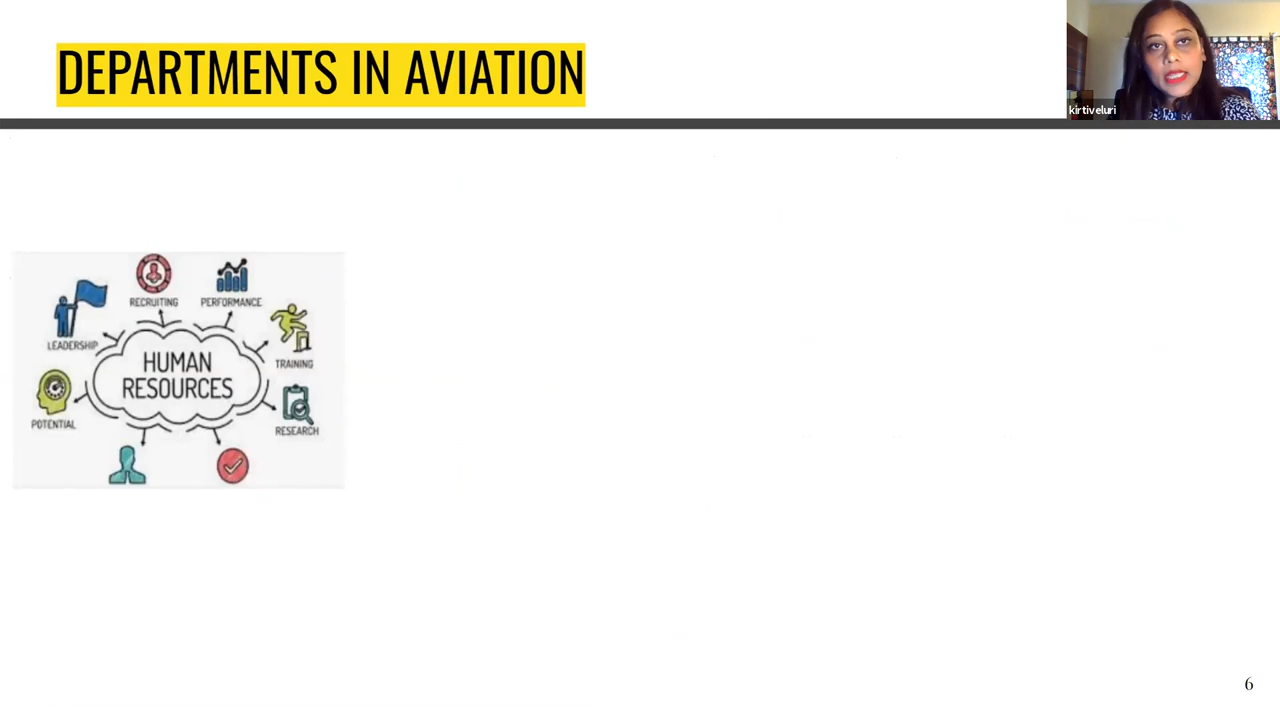 DEPARTMENTS IN AVIATION
kirtiveluri
RECRUITING
PERFORMANCE
LEADERSHIP
HUMAN
RESOURCES
TRAINING
POTENTIAL
RESEARCH
6